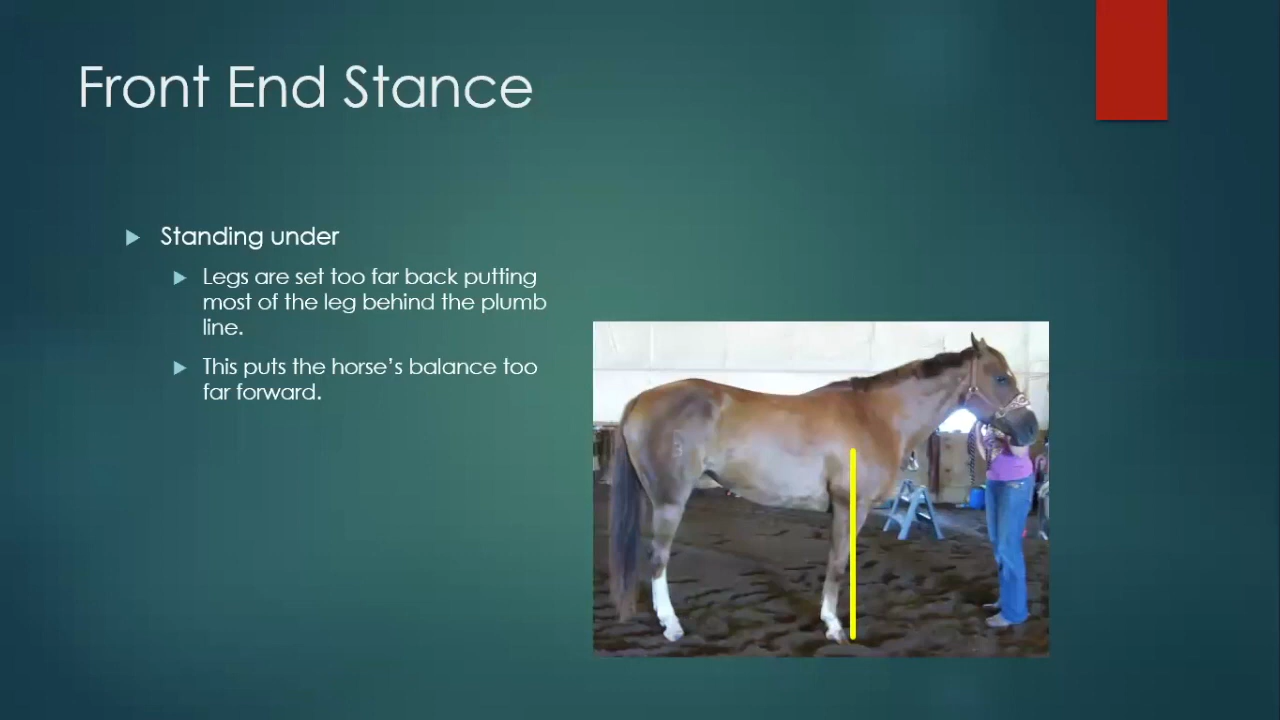 Front End Stance
Standing under
Legs are set too far back putting
most of the leg behind the plumb
line.
This puts the horse’s balance too
far forward.